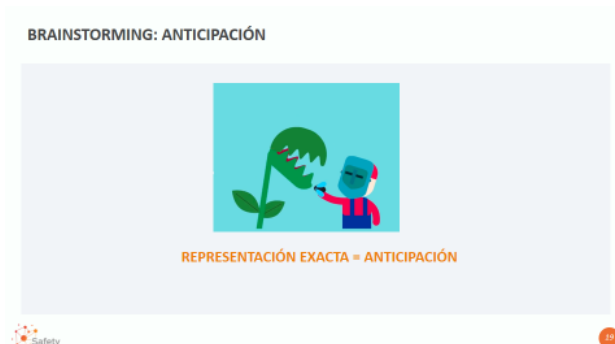 BRAINSTORMING: ANTICIPACIÓN
REPRESENTACIÓN EXACTA = ANTICIPACIÓN
Safety